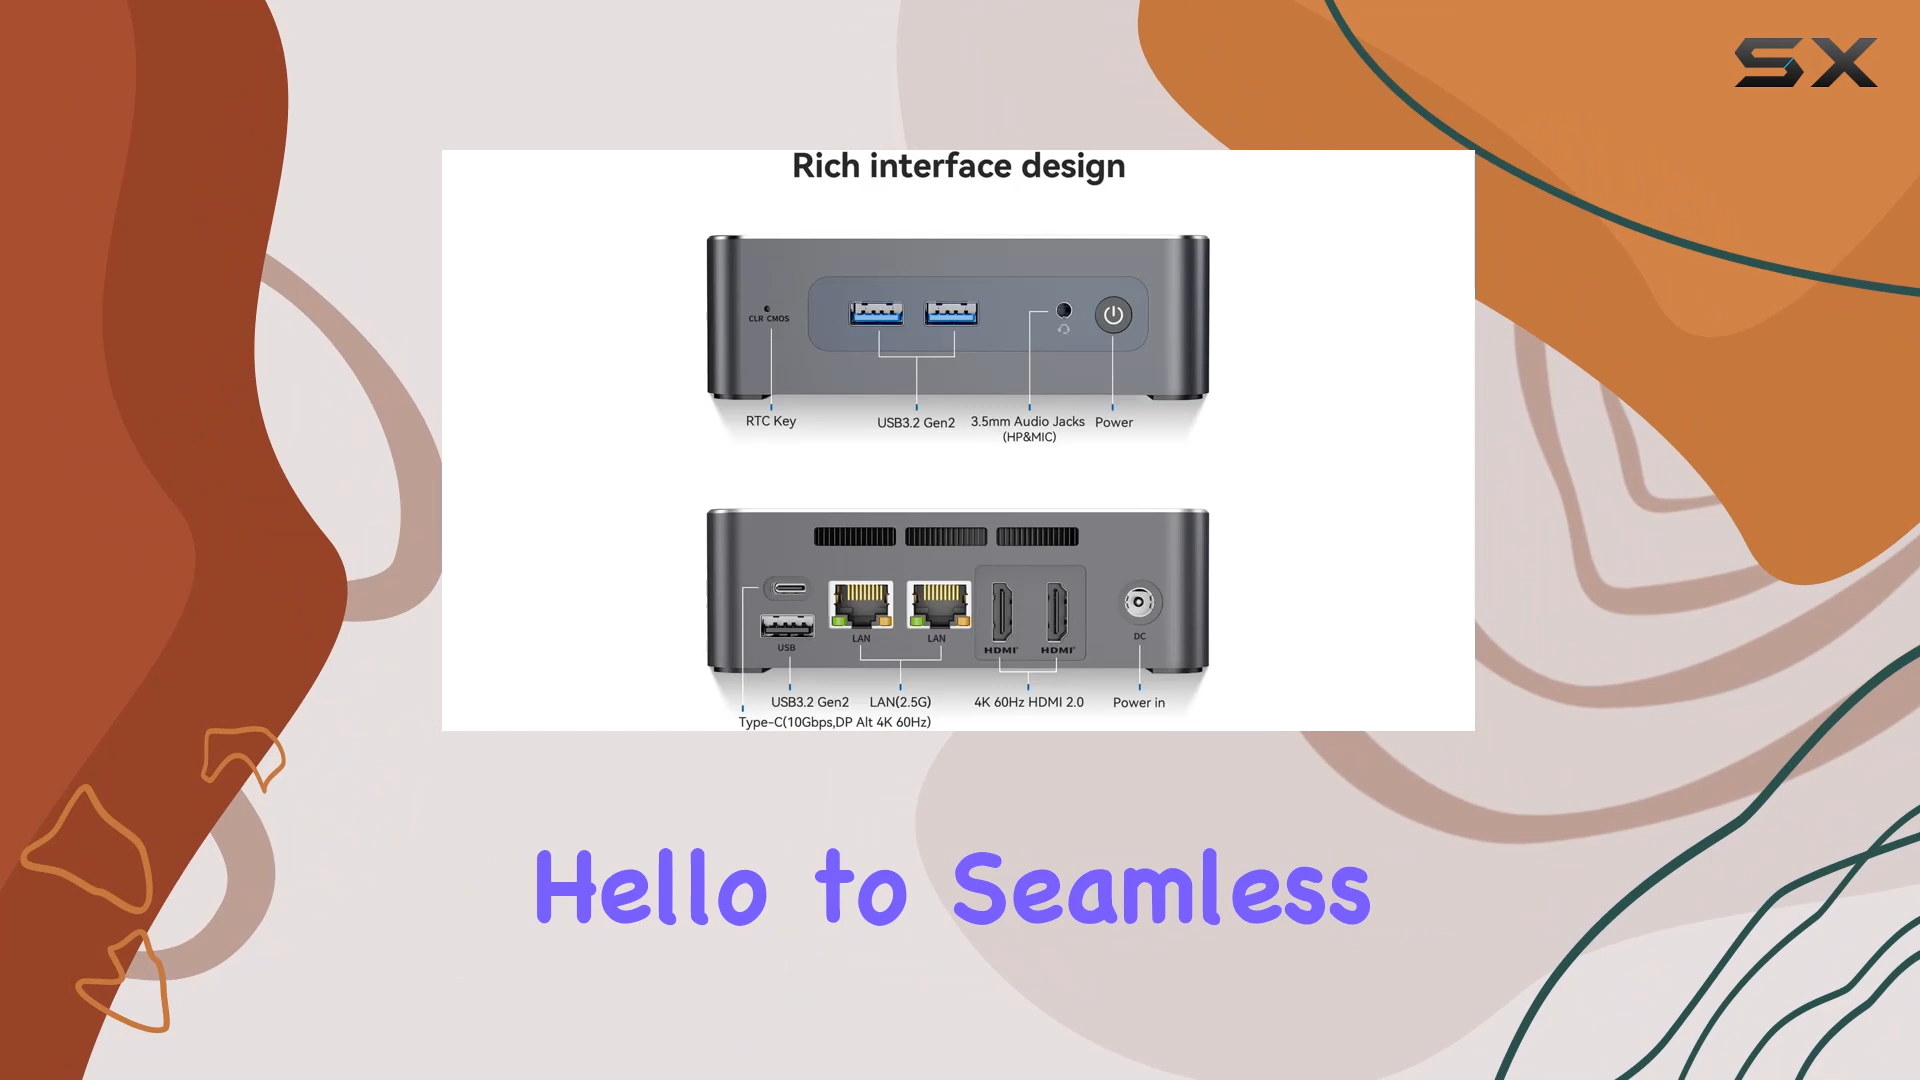 SX
Rich interface design
CLR CMOS
RTC Key
USB3.2 Gen2
3.5mm Audio Jacks
(HP&MIC)
Power
USB
LAN
LAN
HDMI
HDMI
DC
USB3.2 Gen2
LAN(2.5G)
4K 60Hz HDMI 2.0
Power in
Type-C(10Gbps,DP Alt 4K 60Hz)
Hello to Seamless